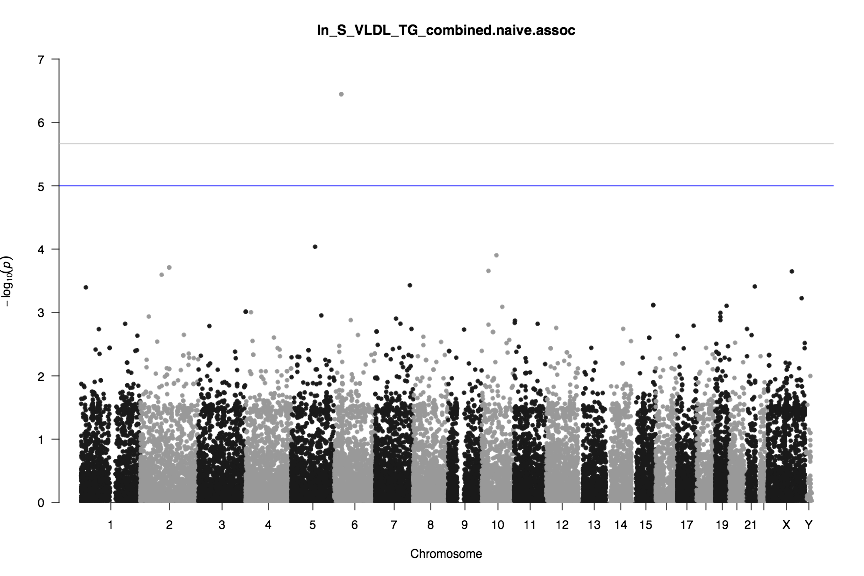 ln_S_VLDL_TG_combined.naive.assoc
7
6
5
4
3
2
1
0
−log10(p)
1 2 3 4 5 6 7 8 9 10 11 12 13 14 15 17 19 21 X Y
Chromosome